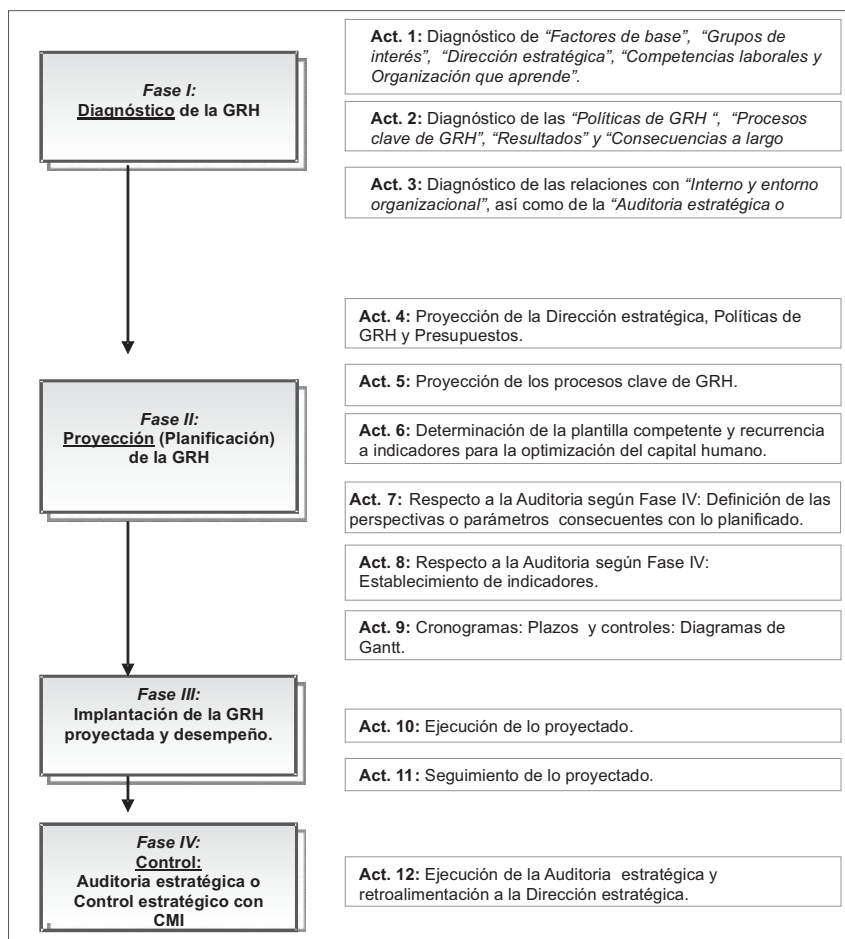 Fase I:
Diagnóstico de la GRH
Act. 1: Diagnóstico de “Factores de base”, “Grupos de
interés”, “Dirección estratégica”, “Competencias laborales y
Organización que aprende”.
Act. 2: Diagnóstico de las “Políticas de GRH “, “Procesos
clave de GRH”, “Resultados” y “Consecuencias a largo
Act. 3: Diagnóstico de las relaciones con “Interno y entorno
organizacional”, así como de la “Auditoria estratégica o
Fase II:
Proyección (Planificación)
de la GRH
Act. 4: Proyección de la Dirección estratégica, Políticas de
GRH y Presupuestos.
Act. 5: Proyección de los procesos clave de GRH.
Act. 6: Determinación de la plantilla competente y recurrencia
a indicadores para la optimización del capital humano.
Act. 7: Respecto a la Auditoria según Fase IV: Definición de las
perspectivas o parámetros consecuentes con lo planificado.
Act. 8: Respecto a la Auditoria según Fase IV:
Establecimiento de indicadores.
Act. 9: Cronogramas: Plazos y controles: Diagramas de
Gantt.
Fase III:
Implantación de la GRH
proyectada y desempeño.
Act. 10: Ejecución de lo proyectado.
Act. 11: Seguimiento de lo proyectado.
Fase IV:
Control:
Auditoria estratégica o
Control estratégico con
CMI
Act. 12: Ejecución de la Auditoria estratégica y
retroalimentación a la Dirección estratégica.